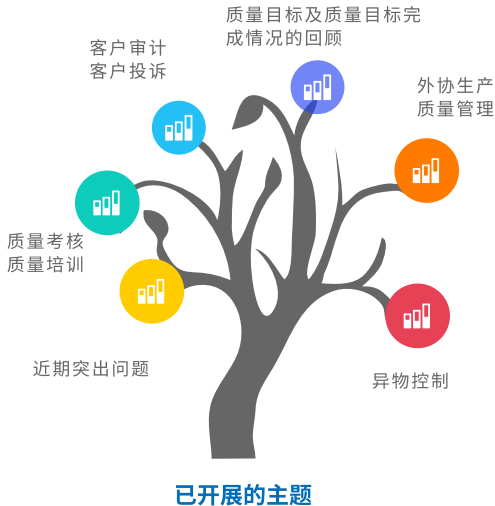 质量目标及质量目标完
成情况的回顾
客户审计
客户投诉
外协生产
质量管理
质量考核
质量培训
近期突出问题
异物控制
已开展的主题